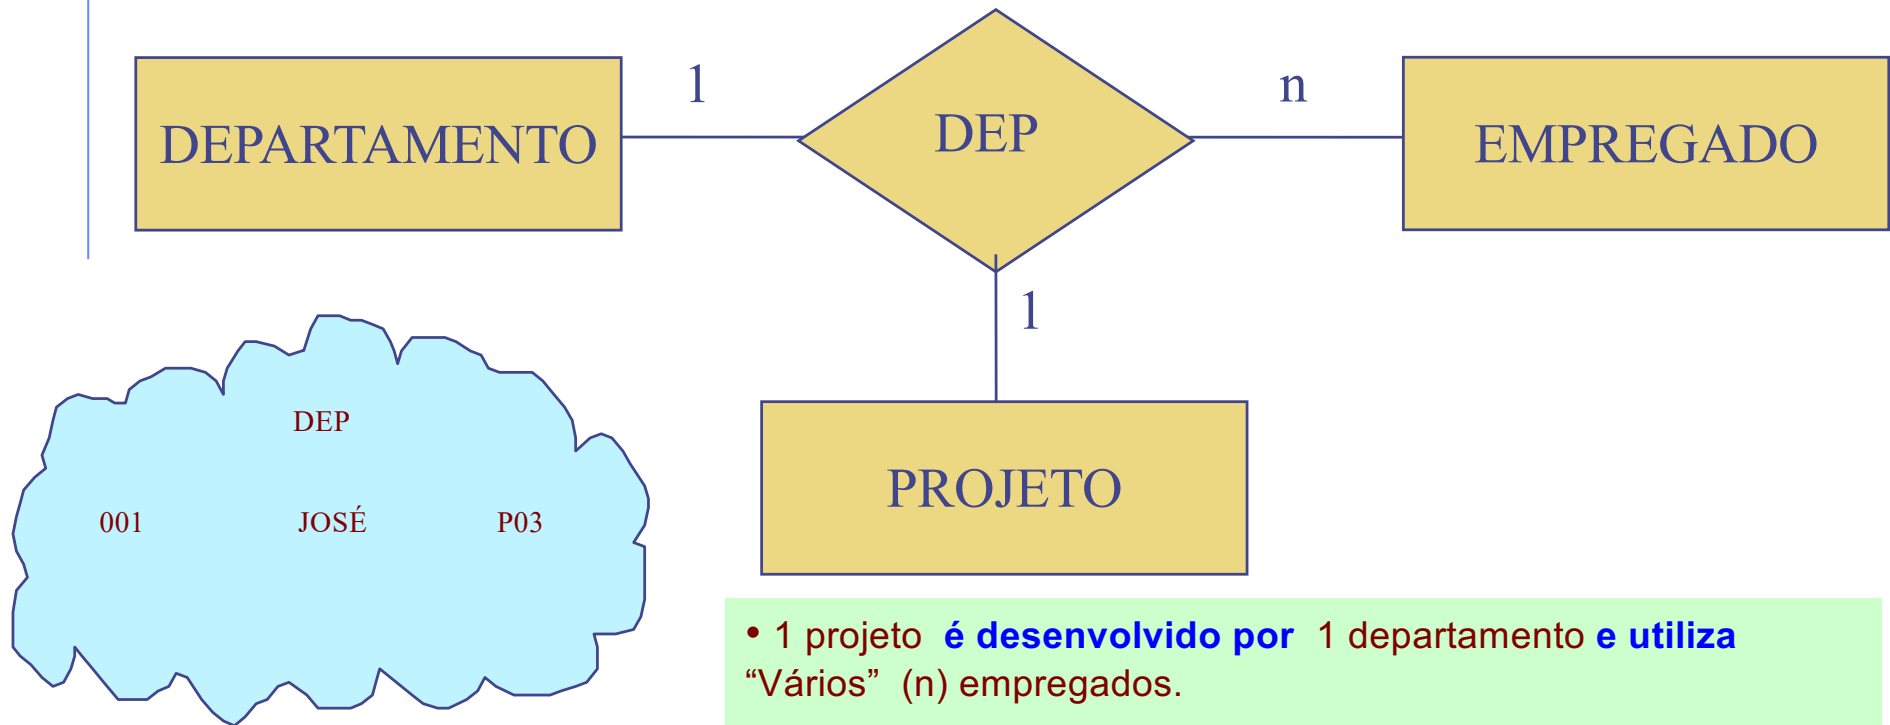 DEPARTAMENTO
1
DEP
n
EMPREGADO
1
PROJETO
DEP
001 JOSÉ P03
• 1 projeto é desenvolvido por 1 departamento e utiliza
“Vários” (n) empregados.